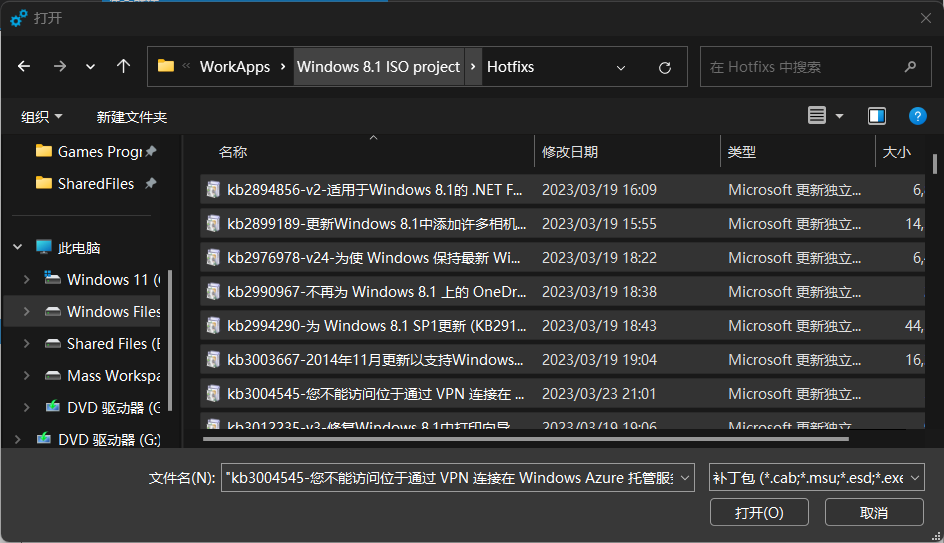 打开
« WorkApps › Windows 8.1 ISO project › Hotfixs
在 Hotfixs 中搜索
组织 新建文件夹
名称 修改日期 类型 大小
Games Progr
SharedFiles
此电脑
Windows 11 (
Windows Files
Shared Files (E
Mass Workspa
DVD 驱动器 (G
DVD 驱动器 (G:)
kb2894856-v2-适用于Windows 8.1的 .NET F... 2023/03/19 16:09 Microsoft 更新独立... 6,
kb2899189-更新Windows 8.1中添加许多相机... 2023/03/19 15:55 Microsoft 更新独立... 14,
kb2976978-v24-为使 Windows 保持最新 Wi... 2023/03/19 18:22 Microsoft 更新独立... 6,
kb2990967-不再为 Windows 8.1 上的 OneDr... 2023/03/19 18:38 Microsoft 更新独立...
kb2994290-为 Windows 8.1 SP1更新 (KB291... 2023/03/19 18:43 Microsoft 更新独立... 44,
kb3003667-2014年11月更新以支持Windows... 2023/03/19 19:04 Microsoft 更新独立... 16,
kb3004545-您不能访问位于通过 VPN 连接在 ... 2023/03/23 21:01 Microsoft 更新独立...
kb3012235-v3-修复Windows 8.1中打印向导... 2023/03/19 19:06 Microsoft 更新独立...
文件名(N): "kb3004545-您不能访问位于通过 VPN 连接在 Windows Azure 托管服务 补丁包 (*.cab;*.msu;*.esd;*.exe
打开(O) 取消